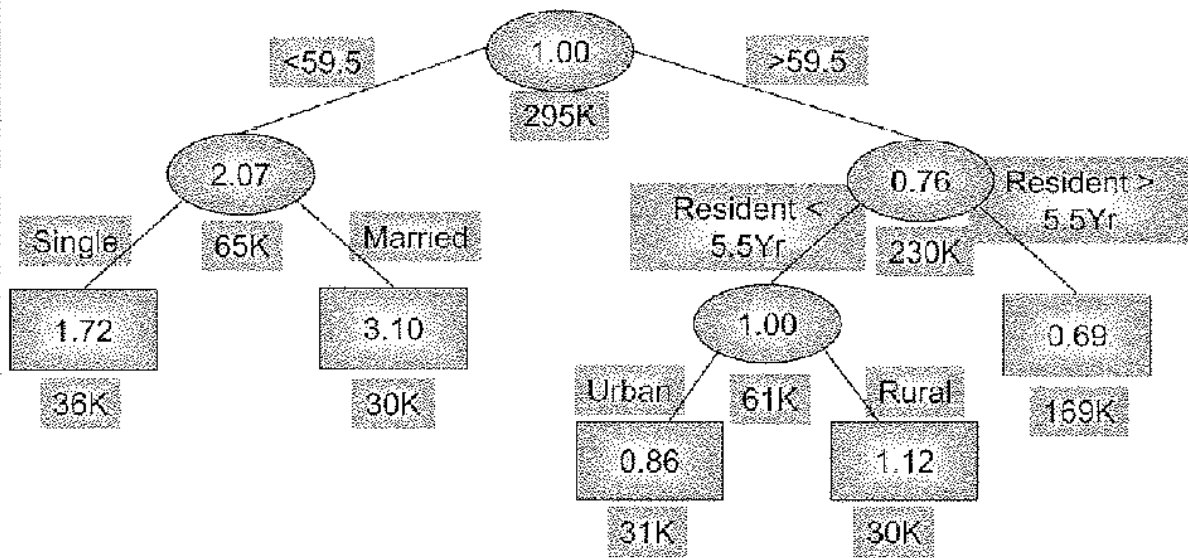 <59.5
1.00
>59.5
295K
2.07
0.76
Resident <
5.5Yr
Resident >
5.5Yr
Single
65K
Married
230K
1.72
3.10
1.00
0.69
36K
30K
Urban
61K
Rural
169K
0.86
1.12
31K
30K